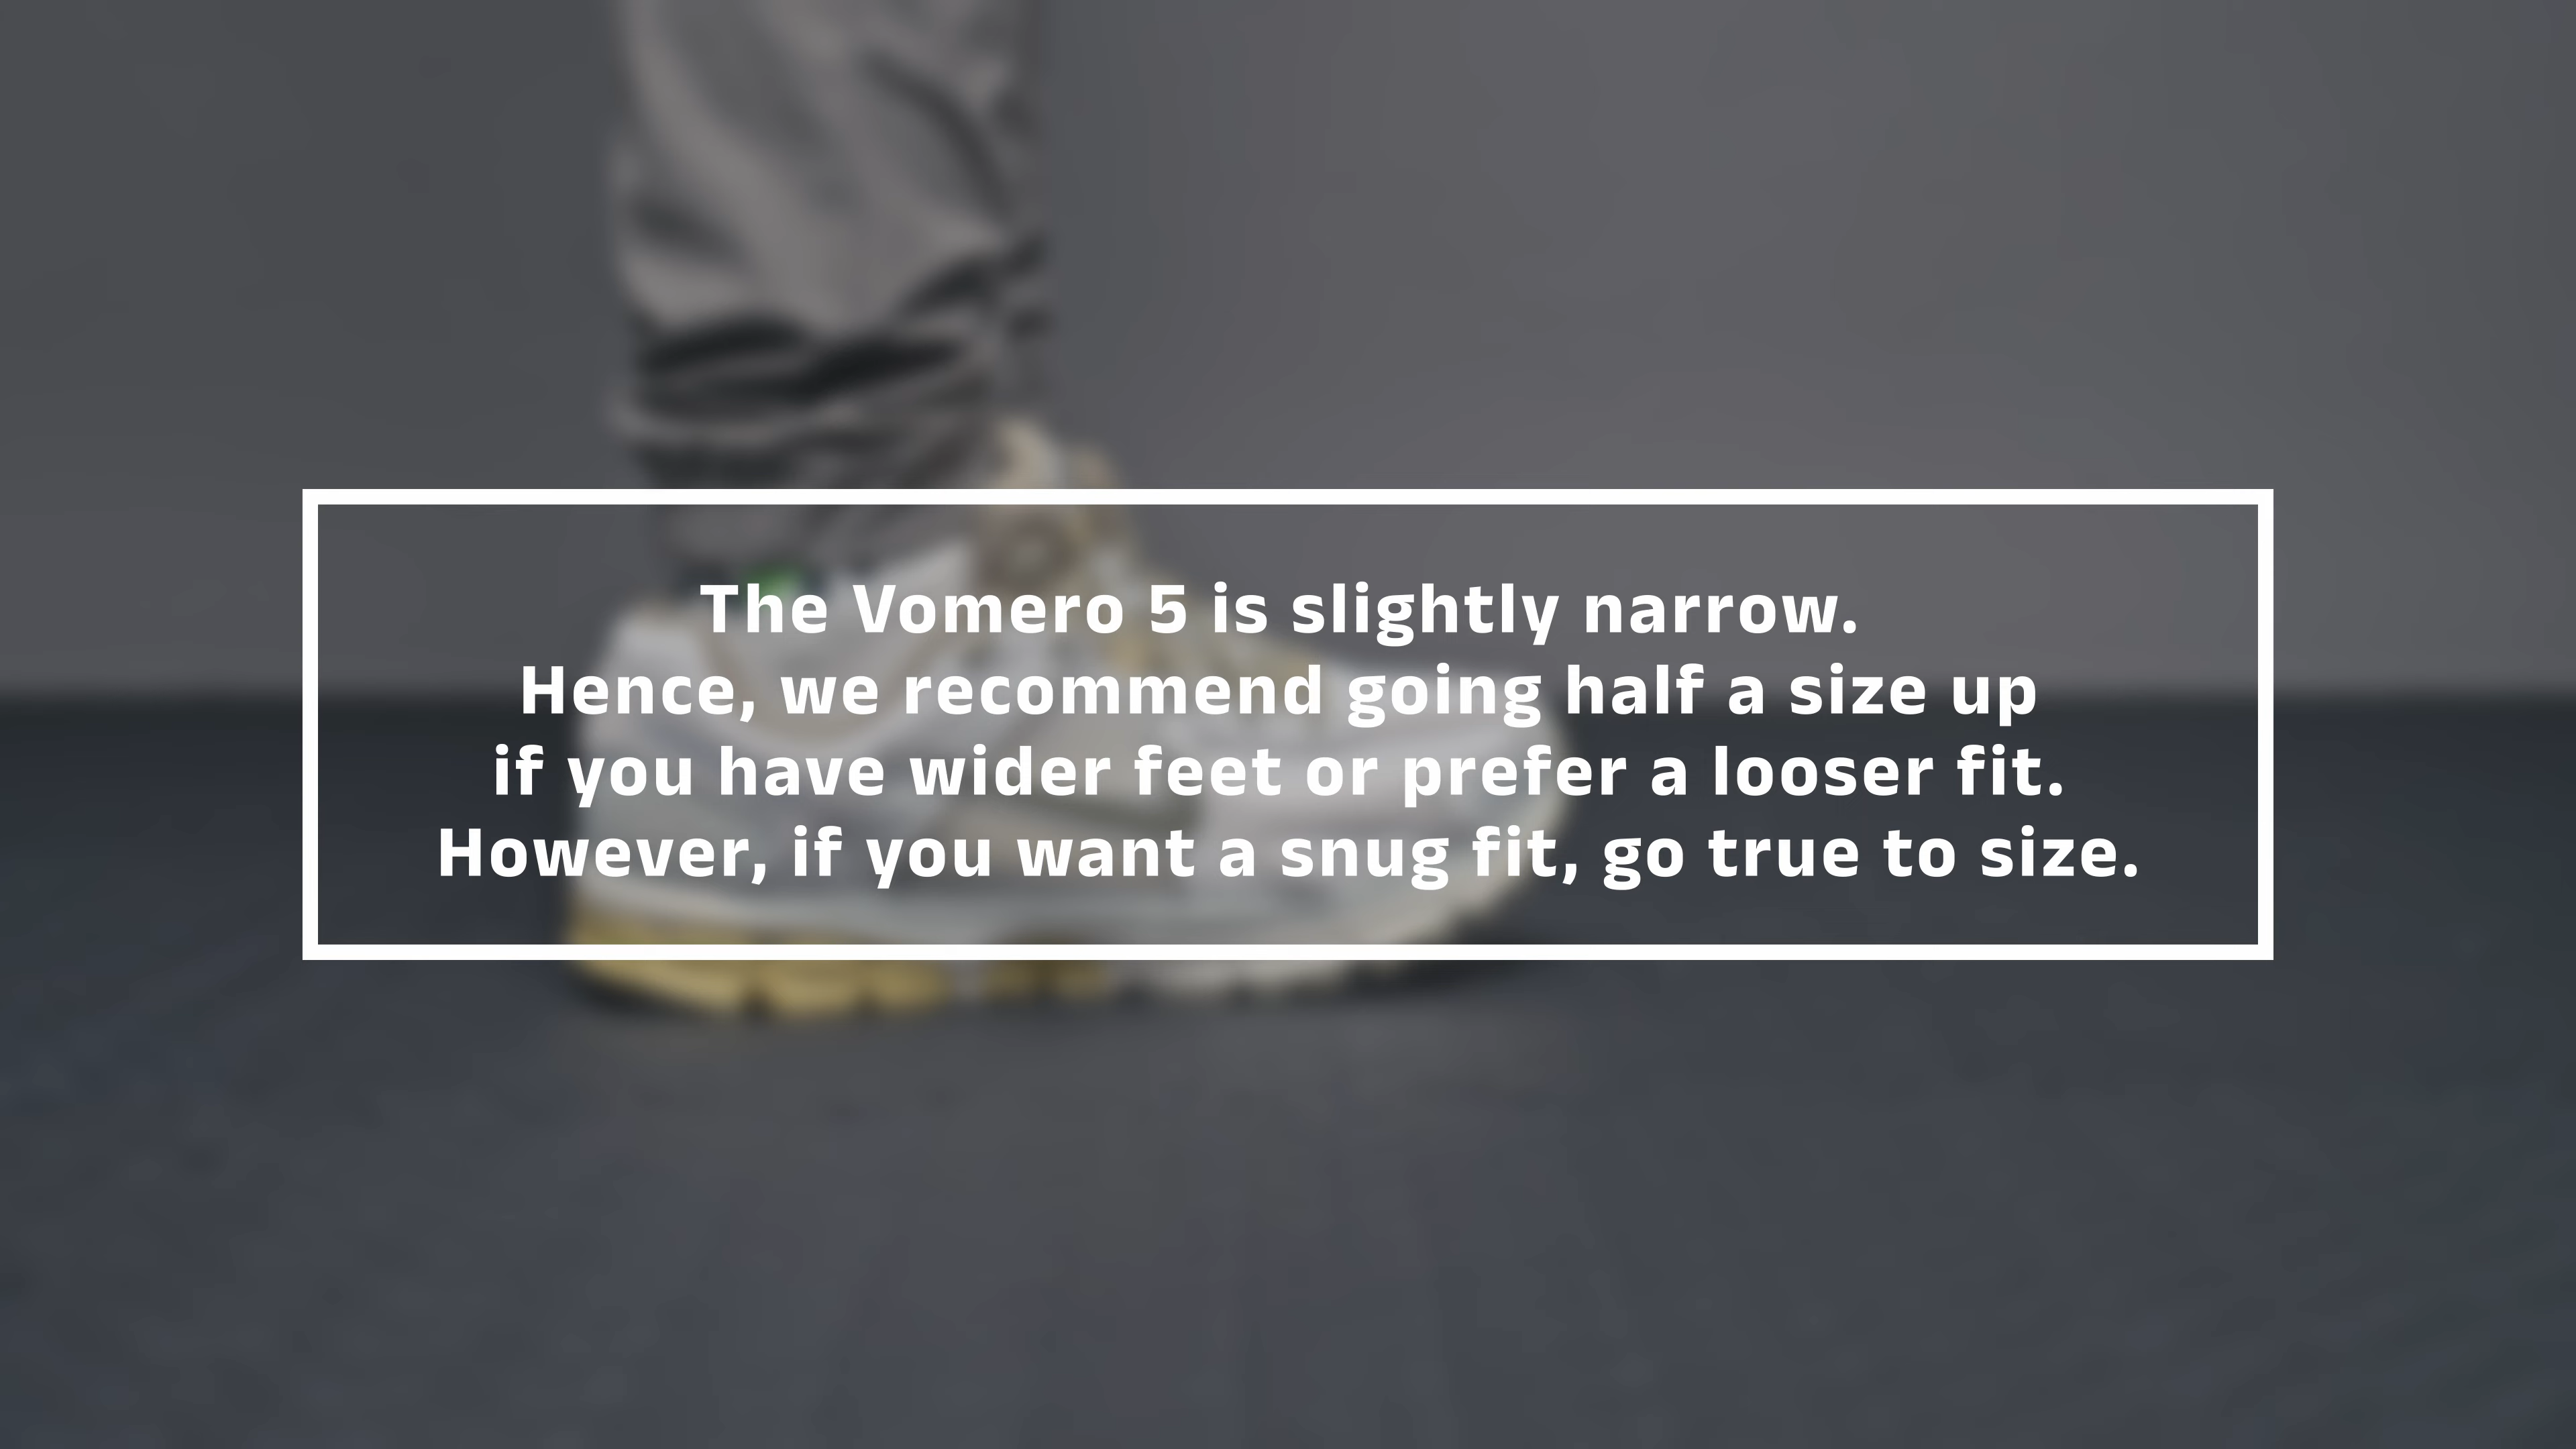 The Vomero 5 is slightly narrow.
Hence, we recommend going half a size up
if you have wider feet or prefer a looser fit.
However, if you want a snug fit, go true to size.